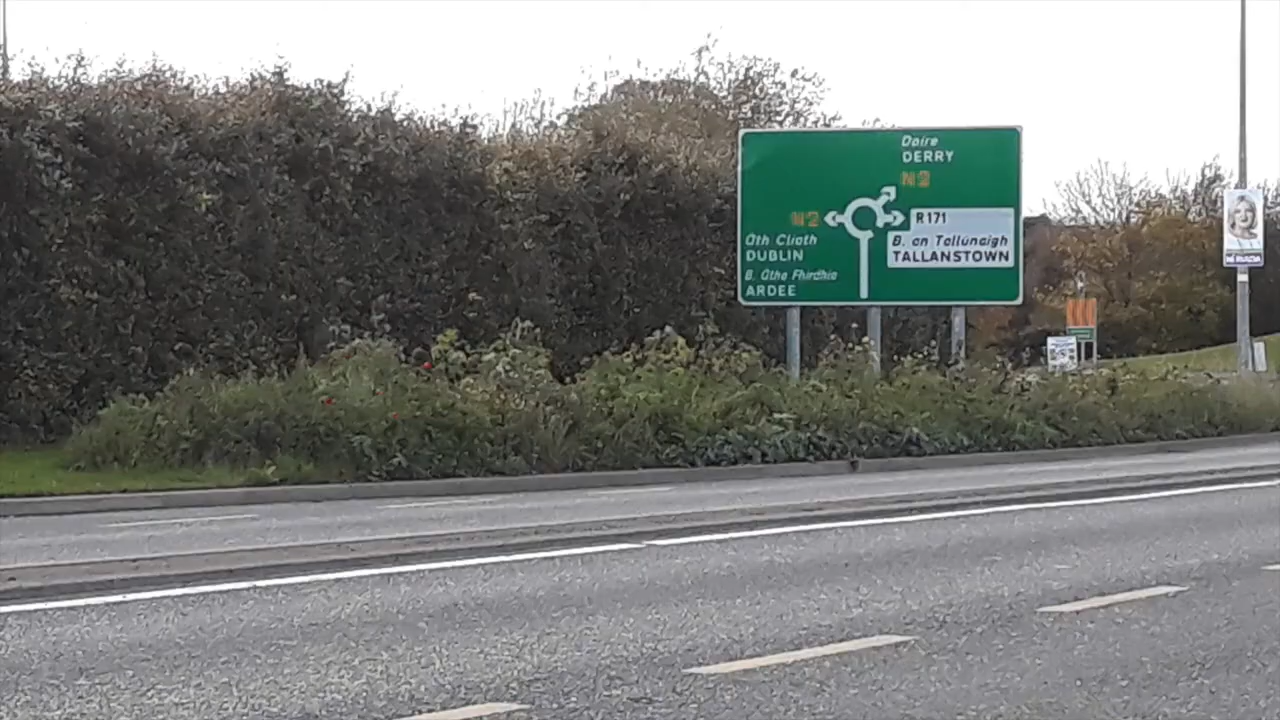 Doire
DERRY
N2
N2
R171
B. an Tallúnaigh
TALLANSTOWN
Áth Cliath
DUBLIN
B. Átha Fhirdhia
ARDEE